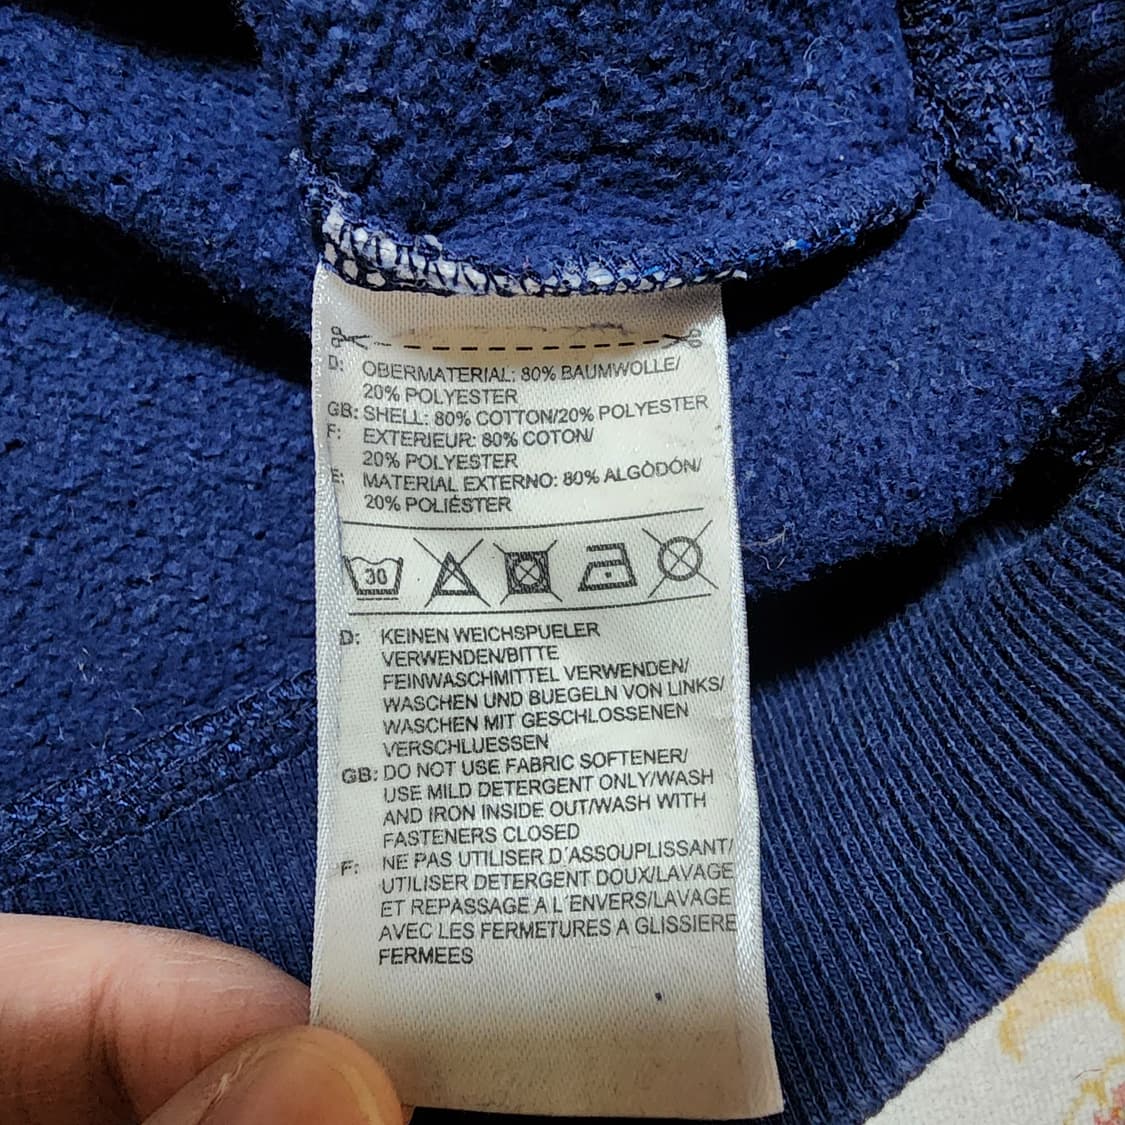 D: OBERMATERIAL: 80% BAUMWOLLE/
20% POLYESTER
GB: SHELL: 80% COTTON/20% POLYESTER
F: EXTERIEUR: 80% COTON/
20% POLYESTER
E: MATERIAL EXTERNO: 80% ALGÒDÓN/
20% POLIÉSTER
30
D: KEINEN WEICHSPUELER
VERWENDEN/BITTE
FEINWASCHMITTEL VERWENDEN/
WASCHEN UND BUEGELN VON LINKS/
WASCHEN MIT GESCHLOSSENEN
VERSCHLUESSEN
GB: DO NOT USE FABRIC SOFTENER/
USE MILD DETERGENT ONLY/WASH
AND IRON INSIDE OUT/WASH WITH
FASTENERS CLOSED
F: NE PAS UTILISER D'ASSOUPLISSANT/
UTILISER DETERGENT DOUX/LAVAGE
ET REPASSAGE A L'ENVERS/LAVAGE
AVEC LES FERMETURES A GLISSIERE
FERMEES